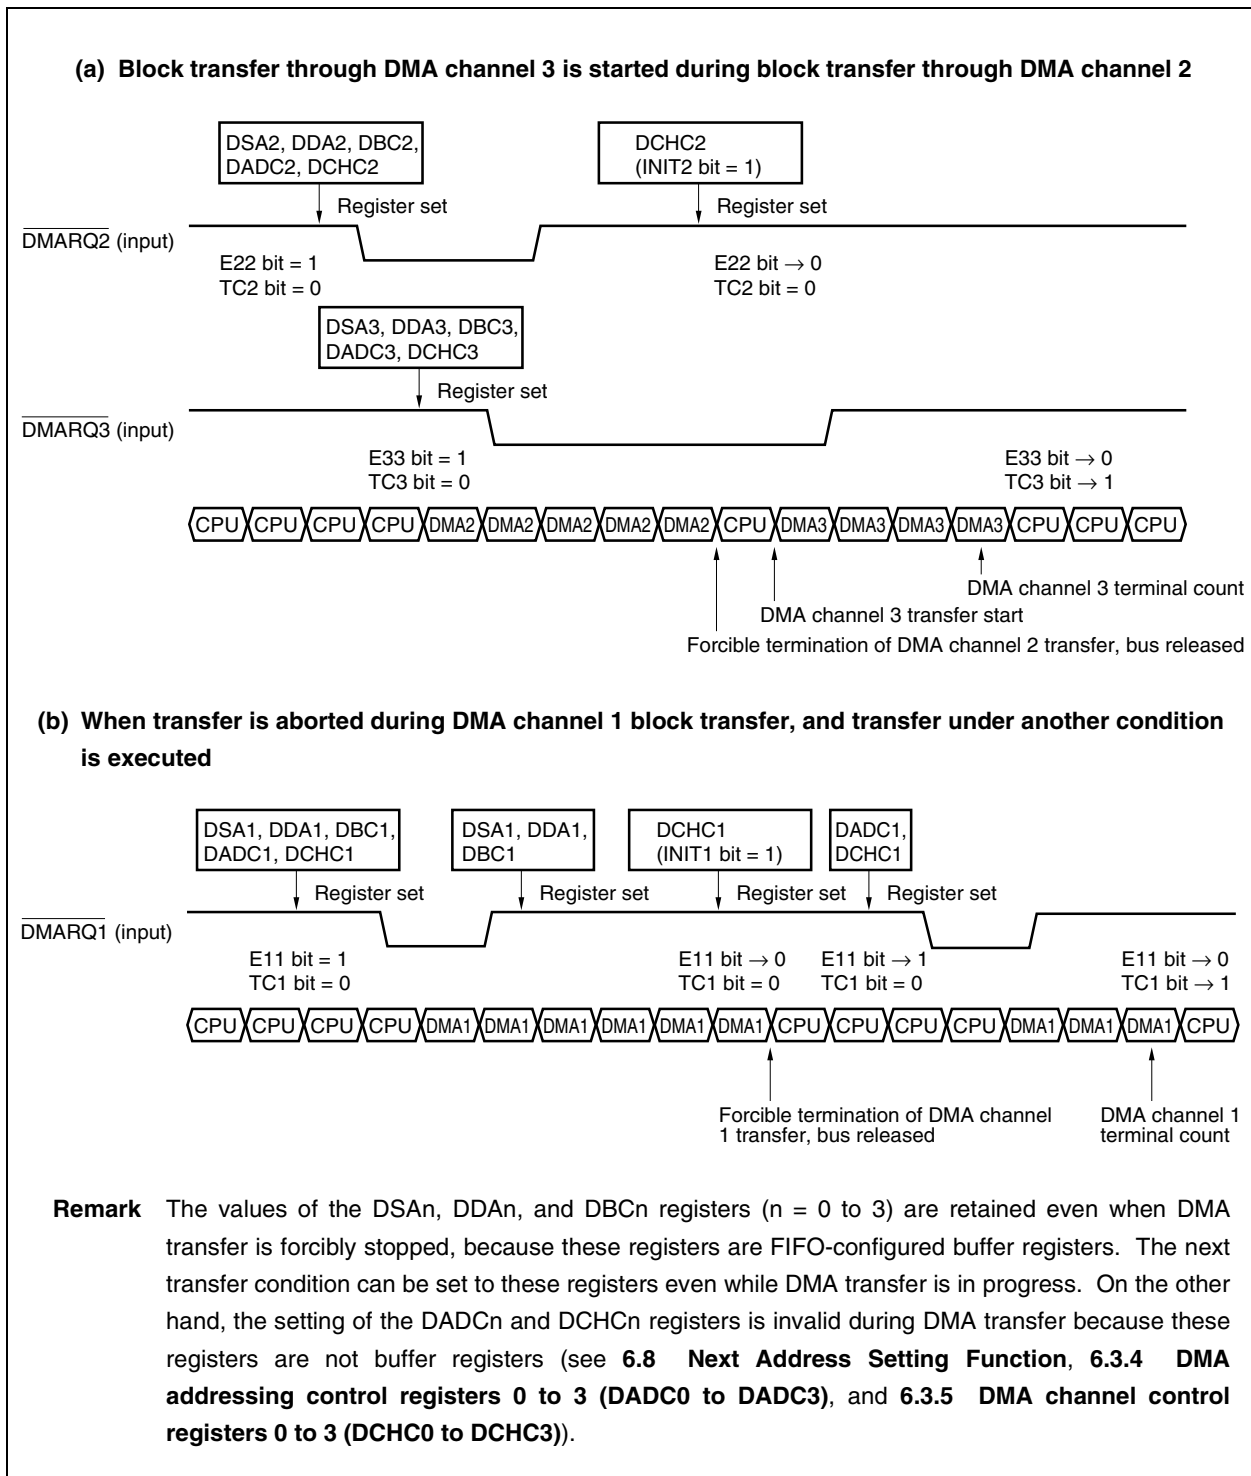 (a) Block transfer through DMA channel 3 is started during block transfer through DMA channel 2
DSA2, DDA2, DBC2,
DADC2, DCHC2
DCHC2
(INIT2 bit = 1)
Register set
Register set
DMARQ2 (input)
E22 bit = 1
TC2 bit = 0
E22 bit → 0
TC2 bit = 0
DSA3, DDA3, DBC3,
DADC3, DCHC3
Register set
DMARQ3 (input)
E33 bit = 1
TC3 bit = 0
E33 bit → 0
TC3 bit → 1
CPU CPU CPU CPU DMA2 DMA2 DMA2 DMA2 DMA2 CPU DMA3 DMA3 DMA3 DMA3 CPU CPU CPU
DMA channel 3 terminal count
DMA channel 3 transfer start
Forcible termination of DMA channel 2 transfer, bus released
(b) When transfer is aborted during DMA channel 1 block transfer, and transfer under another condition
is executed
DSA1, DDA1, DBC1,
DADC1, DCHC1
DSA1, DDA1,
DBC1
DCHC1
(INIT1 bit = 1)
DADC1,
DCHC1
Register set
Register set
Register set
Register set
DMARQ1 (input)
E11 bit = 1
TC1 bit = 0
E11 bit → 0
TC1 bit = 0
E11 bit → 1
TC1 bit = 0
E11 bit → 0
TC1 bit → 1
CPU CPU CPU CPU DMA1 DMA1 DMA1 DMA1 DMA1 DMA1 CPU CPU CPU CPU DMA1 DMA1 DMA1 CPU
Forcible termination of DMA channel
1 transfer, bus released
DMA channel 1
terminal count
Remark The values of the DSAn, DDAn, and DBCn registers (n = 0 to 3) are retained even when DMA
transfer is forcibly stopped, because these registers are FIFO-configured buffer registers. The next
transfer condition can be set to these registers even while DMA transfer is in progress. On the other
hand, the setting of the DADCn and DCHCn registers is invalid during DMA transfer because these
registers are not buffer registers (see 6.8 Next Address Setting Function, 6.3.4 DMA
addressing control registers 0 to 3 (DADC0 to DADC3), and 6.3.5 DMA channel control
registers 0 to 3 (DCHC0 to DCHC3)).